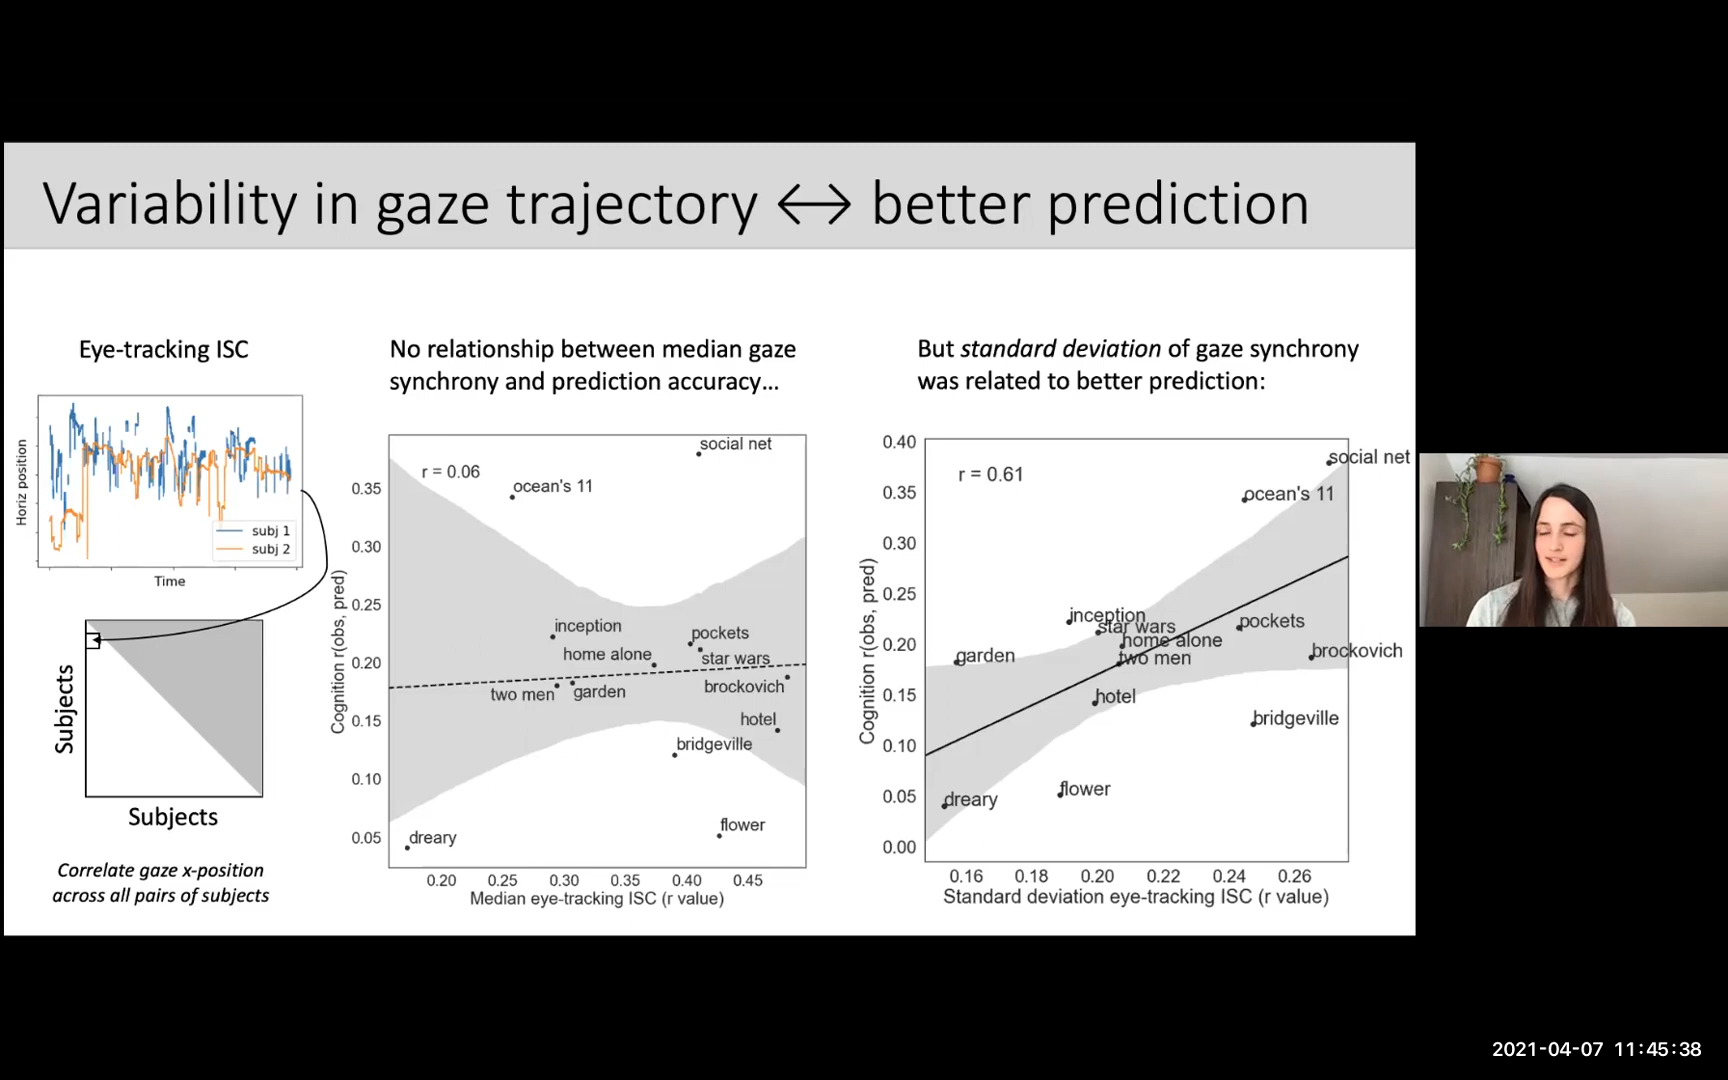 Variability in gaze trajectory ↔ better prediction
Eye-tracking ISC
Horiz position
subj 1
subj 2
Time
Subjects
Subjects
Correlate gaze x-position
across all pairs of subjects
No relationship between median gaze
synchrony and prediction accuracy...
r = 0.06
social net
ocean's 11
inception
home alone
pockets
star wars
two men
garden
brockovich
hotel
bridgeville
flower
dreary
0.35
0.30
0.25
0.20
0.15
0.10
0.05
Cognition r(obs, pred)
0.20 0.25 0.30 0.35 0.40 0.45
Median eye-tracking ISC (r value)
But standard deviation of gaze synchrony
was related to better prediction:
r = 0.61
social net
ocean's 11
inception
star wars
home alone
two men
pockets
brockovich
garden
hotel
bridgeville
flower
dreary
0.40
0.35
0.30
0.25
0.20
0.15
0.10
0.05
0.00
Cognition r(obs, pred)
0.16 0.18 0.20 0.22 0.24 0.26
Standard deviation eye-tracking ISC (r value)
2021-04-07 11:45:38